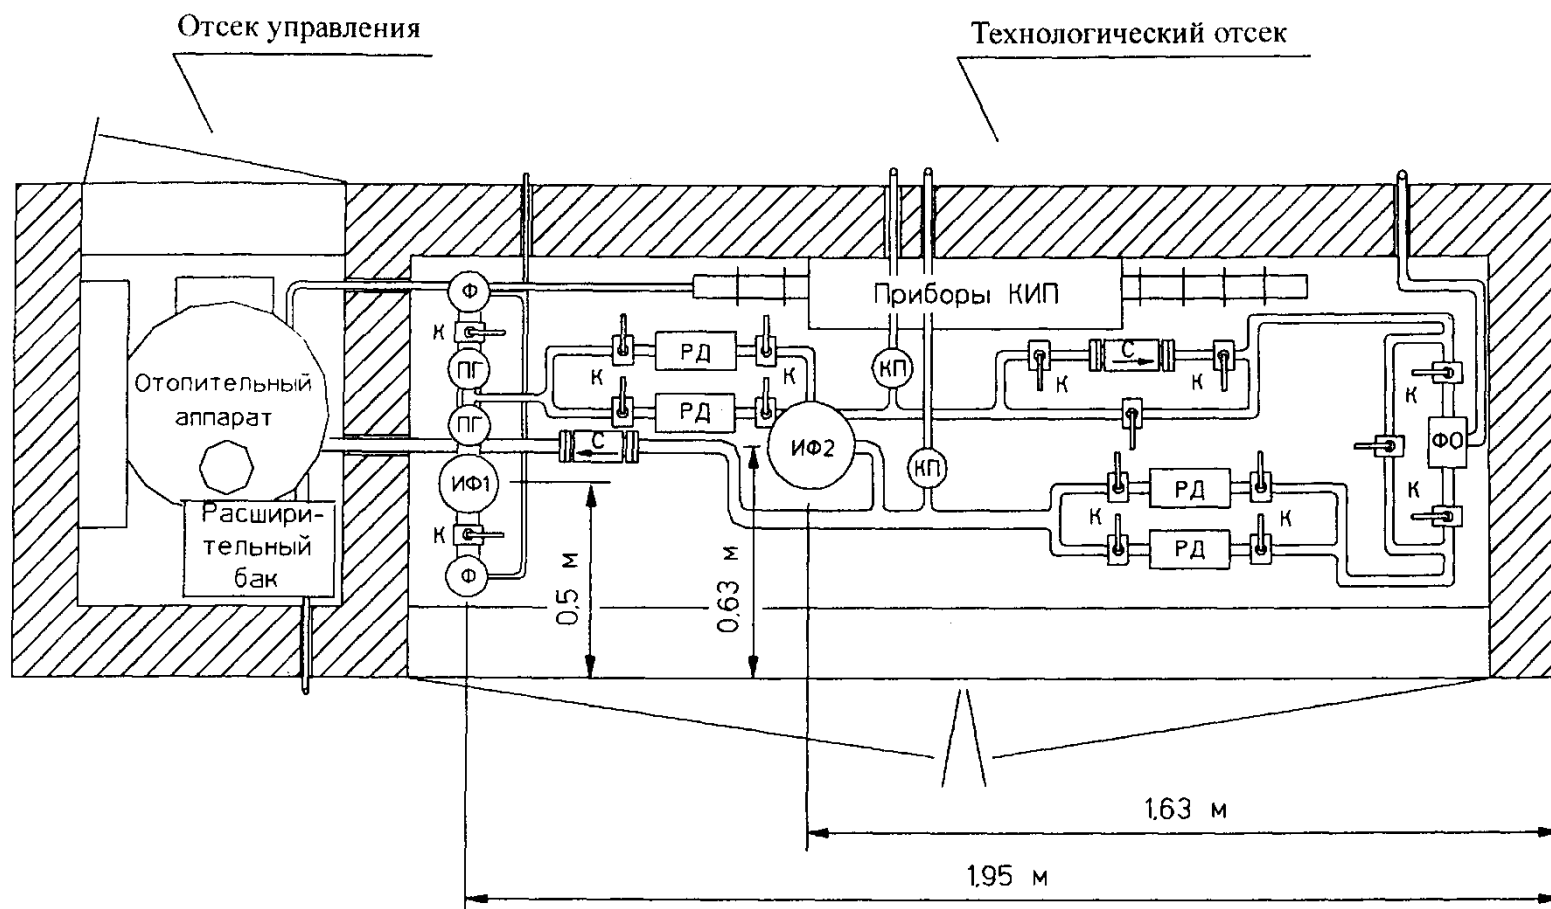 Отсек управления
Технологический отсек
Ф
Приборы КИП
К
РД
С
ПГ
К
К
КП
К
К
К
Отопительный
аппарат
РД
ПГ
С
ИФ2
КП
ФО
ИФ1
РД
К
Расшири-
тельный
бак
К
К
К
РД
Ф
0,5 м
0,63 м
1,63 м
1,95 м